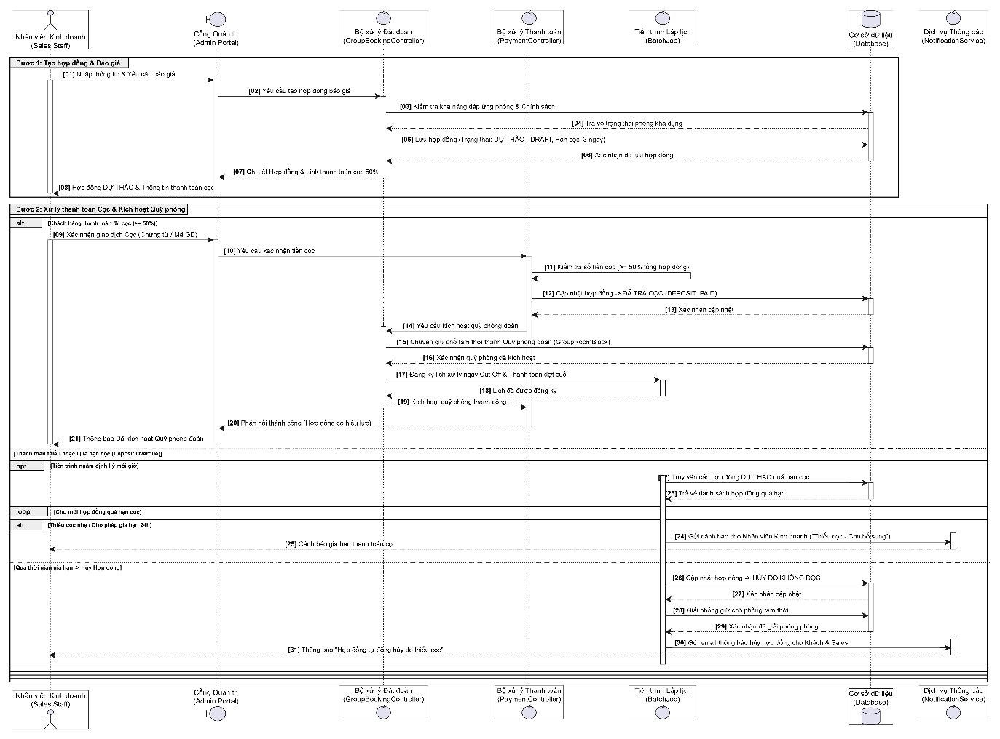 Nhân viên Kinh doanh
(Sales Staff)
Cổng Quản trị
(Admin Portal)
Bộ xử lý Đặt đoàn
(GroupBookingController)
Bộ xử lý Thanh toán
(PaymentController)
Tiến trình Lập lịch
(BatchJob)
Cơ sở dữ liệu
(Database)
Dịch vụ Thông báo
(NotificationService)
Bước 1: Tạo hợp đồng & Báo giá
[01] Nhập thông tin & Yêu cầu báo giá
[02] Yêu cầu tạo hợp đồng báo giá
[03] Kiểm tra khả năng đáp ứng phòng & Chính sách
[04] Trả về trạng thái phòng khả dụng
[05] Lưu hợp đồng (Trạng thái: DỰ THẢO - DRAFT, Hạn cọc: 3 ngày)
[06] Xác nhận đã lưu hợp đồng
[07] Chi tiết Hợp đồng & Link thanh toán cọc 50%
[08] Hợp đồng DỰ THẢO & Thông tin thanh toán cọc
Bước 2: Xử lý thanh toán Cọc & Kích hoạt Quỹ phòng
alt [Khách hàng thanh toán đủ cọc (>= 50%)]
[09] Xác nhận giao dịch Cọc (Chứng từ / Mã GD)
[10] Yêu cầu xác nhận tiền cọc
[11] Kiểm tra số tiền cọc (>= 50% tổng hợp đồng)
[12] Cập nhật hợp đồng -> ĐÃ TRẢ CỌC (DEPOSIT_PAID)
[13] Xác nhận cập nhật
[14] Yêu cầu kích hoạt quỹ phòng đoàn
[15] Chuyển giữ chỗ tạm thời thành Quỹ phòng đoàn (GroupRoomBlock)
[16] Xác nhận quỹ phòng đã kích hoạt
[17] Đăng ký lịch xử lý ngày Cut-Off & Thanh toán đợt cuối
[18] Lịch đã được đăng ký
[19] Kích hoạt quỹ phòng thành công
[20] Phản hồi thành công (Hợp đồng có hiệu lực)
[21] Thông báo Đã kích hoạt Quỹ phòng đoàn
[Thanh toán thiếu hoặc Quá hạn cọc (Deposit Overdue)]
opt [Tiến trình ngầm định kỳ mỗi giờ]
2] Truy vấn các hợp đồng DỰ THẢO quá hạn cọc
[23] Trả về danh sách hợp đồng quá hạn
loop [Cho mỗi hợp đồng quá hạn cọc]
alt [Thiếu cọc nhẹ / Cho phép gia hạn 24h]
[24] Gửi cảnh báo cho Nhân viên Kinh doanh ("Thiếu cọc - Chờ bổ sung")
[25] Cảnh báo gia hạn thanh toán cọc
[Quá thời gian gia hạn -> Hủy Hợp đồng]
[26] Cập nhật hợp đồng -> HỦY DO KHÔNG ĐỌC
[27] Xác nhận cập nhật
[28] Giải phóng giữ chỗ phòng tạm thời
[29] Xác nhận đã giải phóng phòng
[30] Gửi email thông báo hủy hợp đồng cho Khách & Sales
[31] Thông báo "Hợp đồng tự động hủy do thiếu cọc"
Nhân viên Kinh doanh
(Sales Staff)
Cổng Quản trị
(Admin Portal)
Bộ xử lý Đặt đoàn
(GroupBookingController)
Bộ xử lý Thanh toán
(PaymentController)
Tiến trình Lập lịch
(BatchJob)
Cơ sở dữ liệu
(Database)
Dịch vụ Thông báo
(NotificationService)